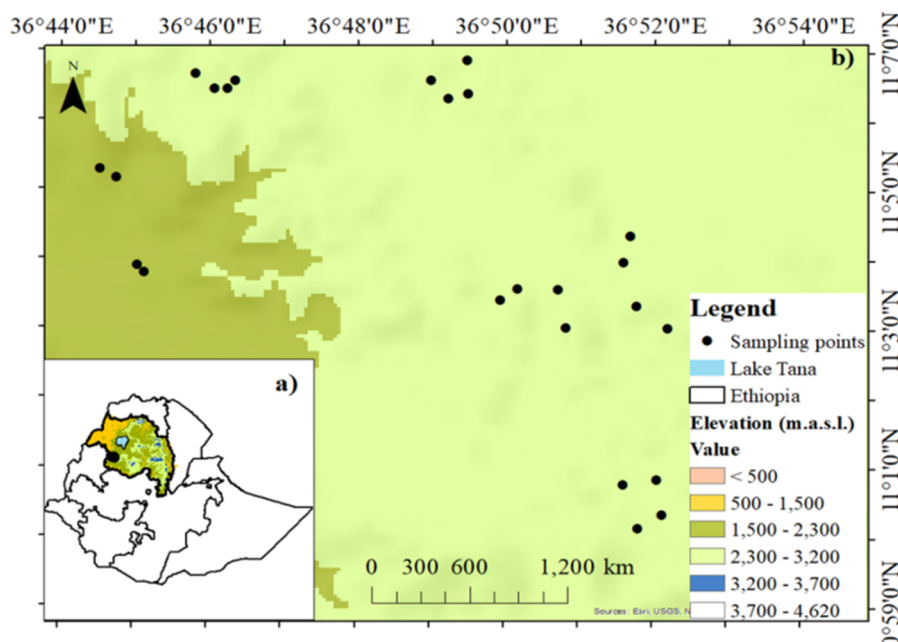 36°44'0"E 36°46'0"E 36°48'0"E 36°50'0"E 36°52'0"E 36°54'0"E
b)
N
11°7'0"N
11°5'0"N
11°3'0"N
11°1'0"N
0°59'0"N
a)
Legend
Sampling points
Lake Tana
Ethiopia
Elevation (m.a.s.l.)
Value
< 500
500 - 1,500
1,500 - 2,300
2,300 - 3,200
3,200 - 3,700
3,700 - 4,620
0 300 600 1,200 km
Sources: Esri, USGS, N